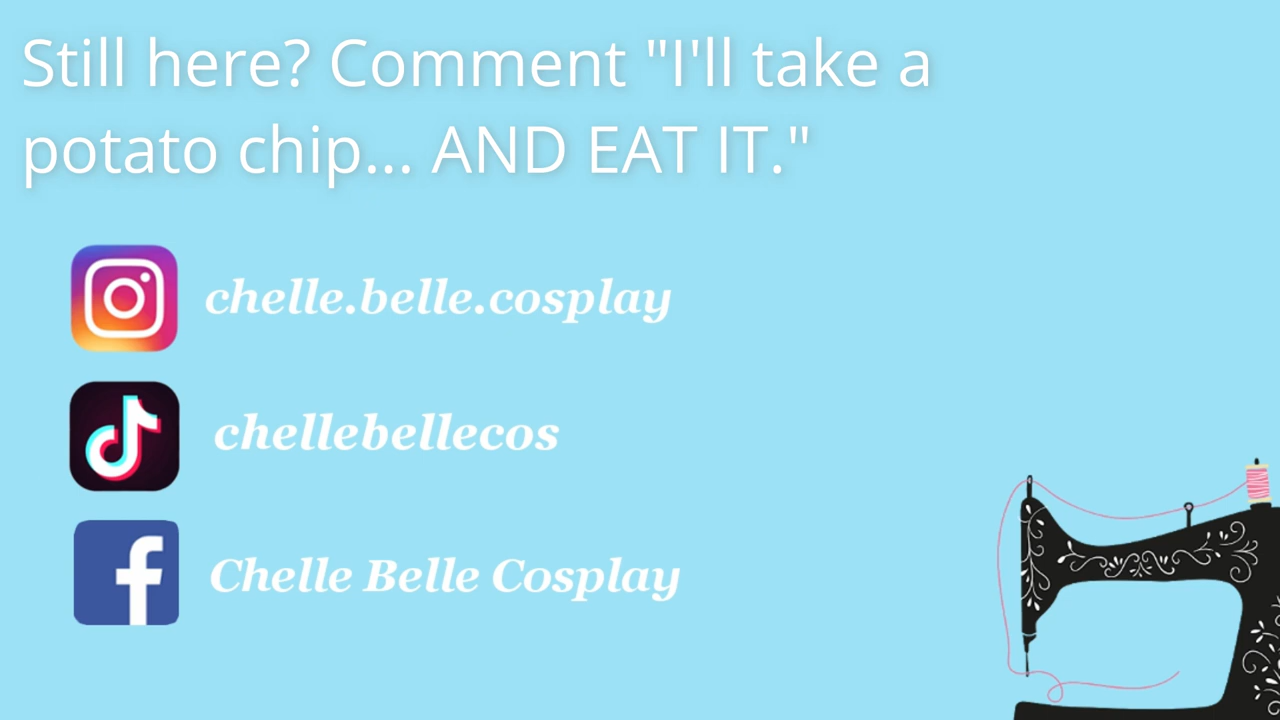 Still here? Comment "I'll take a
potato chip... AND EAT IT."
chelle.belle.cosplay
chellebellecos
Chelle Belle Cosplay